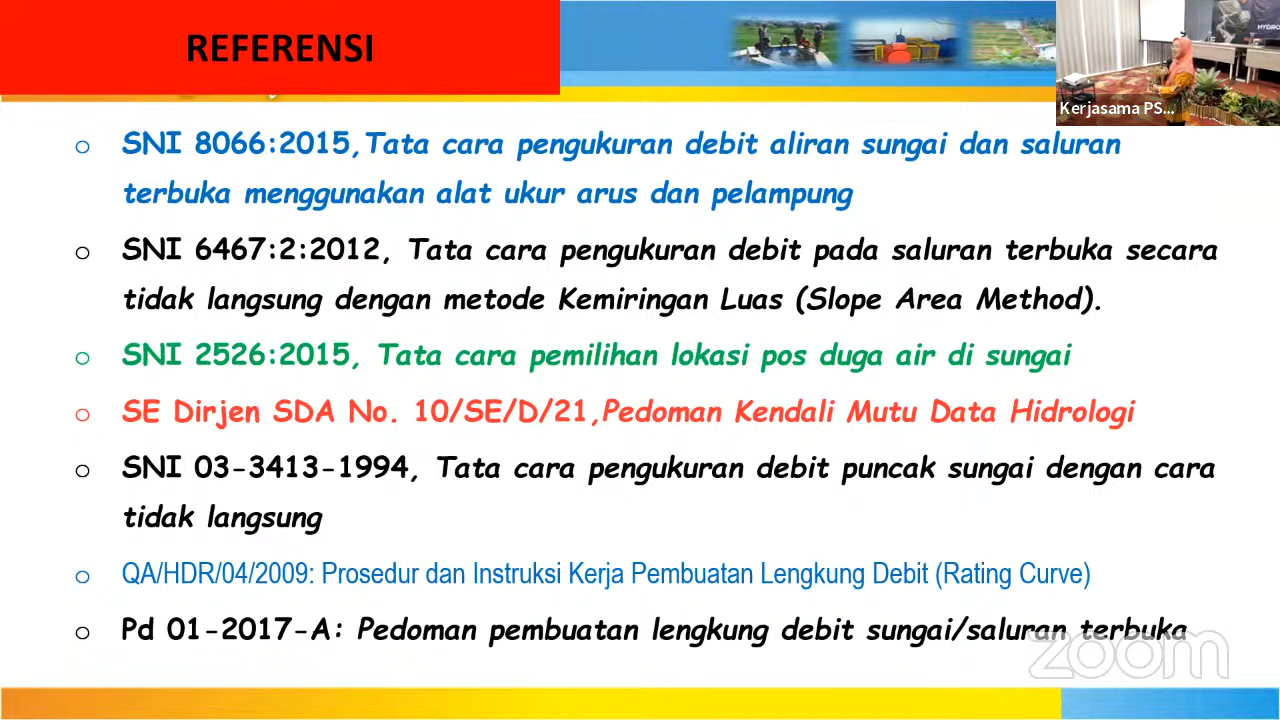 REFERENSI
HYDRO
Kerjasama PS...
o SNI 8066:2015,Tata cara pengukuran debit aliran sungai dan saluran
terbuka menggunakan alat ukur arus dan pelampung
o SNI 6467:2:2012, Tata cara pengukuran debit pada saluran terbuka secara
tidak langsung dengan metode Kemiringan Luas (Slope Area Method).
o SNI 2526:2015, Tata cara pemilihan lokasi pos duga air di sungai
o SE Dirjen SDA No. 10/SE/D/21,Pedoman Kendali Mutu Data Hidrologi
o SNI 03-3413-1994, Tata cara pengukuran debit puncak sungai dengan cara
tidak langsung
o QA/HDR/04/2009: Prosedur dan Instruksi Kerja Pembuatan Lengkung Debit (Rating Curve)
o Pd 01-2017-A: Pedoman pembuatan lengkung debit sungai/saluran terbuka
zoom